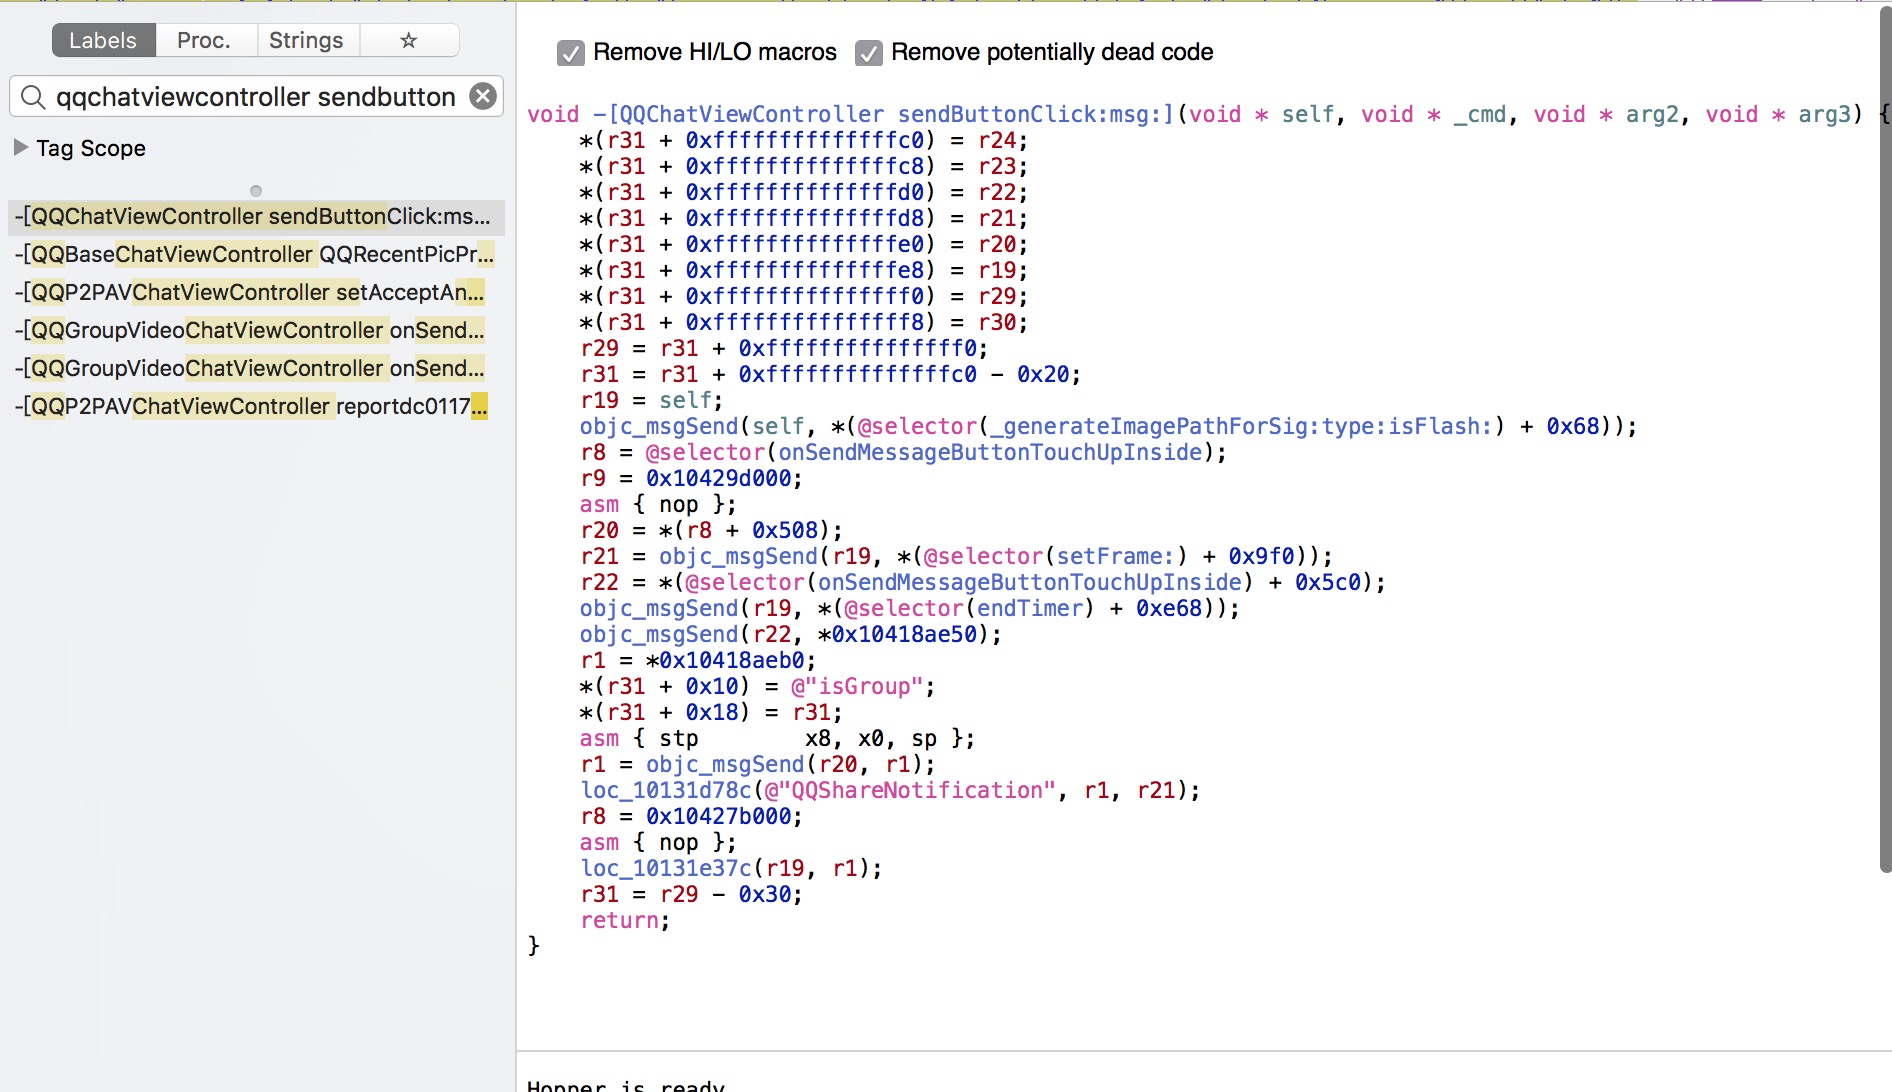 Labels Proc. Strings ☆
qqchatviewcontroller sendbutton
Tag Scope
-[QQChatViewController sendButtonClick:ms...
-[QQBaseChatViewController QQRecentPicPr...
-[QQP2PAVChatViewController setAcceptAn...
-[QQGroupVideoChatViewController onSend...
-[QQGroupVideoChatViewController onSend...
-[QQP2PAVChatViewController reportdc0117...
Remove HI/LO macros Remove potentially dead code
void -[QQChatViewController sendButtonClick:msg:](void * self, void * _cmd, void * arg2, void * arg3) {
*(r31 + 0xffffffffffffffc0) = r24;
*(r31 + 0xffffffffffffffc8) = r23;
*(r31 + 0xffffffffffffffd0) = r22;
*(r31 + 0xffffffffffffffd8) = r21;
*(r31 + 0xffffffffffffffe0) = r20;
*(r31 + 0xffffffffffffffe8) = r19;
*(r31 + 0xfffffffffffffff0) = r29;
*(r31 + 0xfffffffffffffff8) = r30;
r29 = r31 + 0xfffffffffffffff0;
r31 = r31 + 0xffffffffffffffc0 - 0x20;
r19 = self;
objc_msgSend(self, *(@selector(_generateImagePathForSig:type:isFlash:) + 0x68));
r8 = @selector(onSendMessageButtonTouchUpInside);
r9 = 0x10429d000;
asm { nop };
r20 = *(r8 + 0x508);
r21 = objc_msgSend(r19, *(@selector(setFrame:) + 0x9f0));
r22 = *(@selector(onSendMessageButtonTouchUpInside) + 0x5c0);
objc_msgSend(r19, *(@selector(endTimer) + 0xe68));
objc_msgSend(r22, *0x10418ae50);
r1 = *0x10418aeb0;
*(r31 + 0x10) = @"isGroup";
*(r31 + 0x18) = r31;
asm { stp x8, x0, sp };
r1 = objc_msgSend(r20, r1);
loc_10131d78c(@"QQShareNotification", r1, r21);
r8 = 0x10427b000;
asm { nop };
loc_10131e37c(r19, r1);
r31 = r29 - 0x30;
return;
}
Hopper is ready